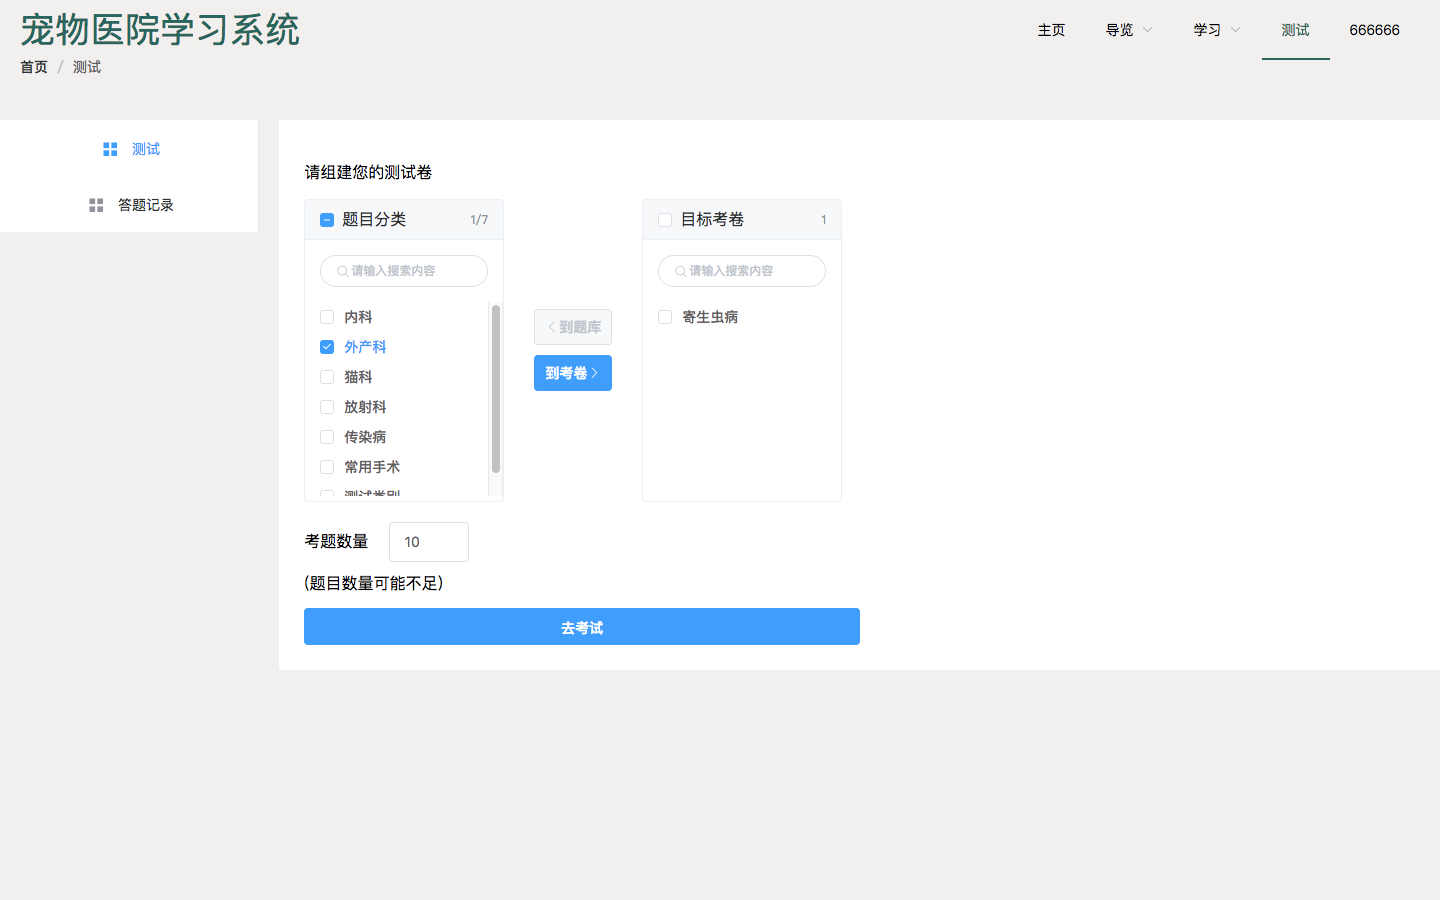 宠物医院学习系统
主页 导览 学习 测试 666666
首页 / 测试
测试
答题记录
请组建您的测试卷
题目分类 1/7
请输入搜索内容
内科
外产科
猫科
放射科
传染病
常用手术
测试类别
到题库
到考卷
目标考卷 1
请输入搜索内容
寄生虫病
考题数量 10
(题目数量可能不足)
去考试